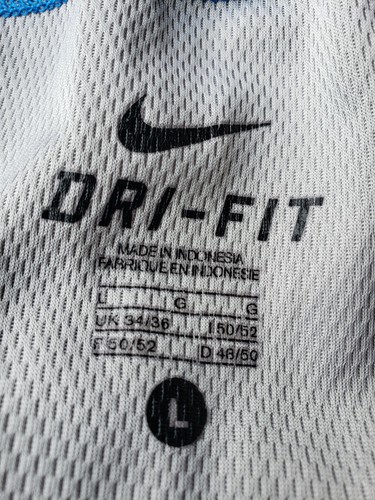 DRI-FIT
MADE IN INDONESIA
FABRIQUE EN INDONESIE
L G G
UK 34/36 I 50/52
F 50/52 D 48/50
L